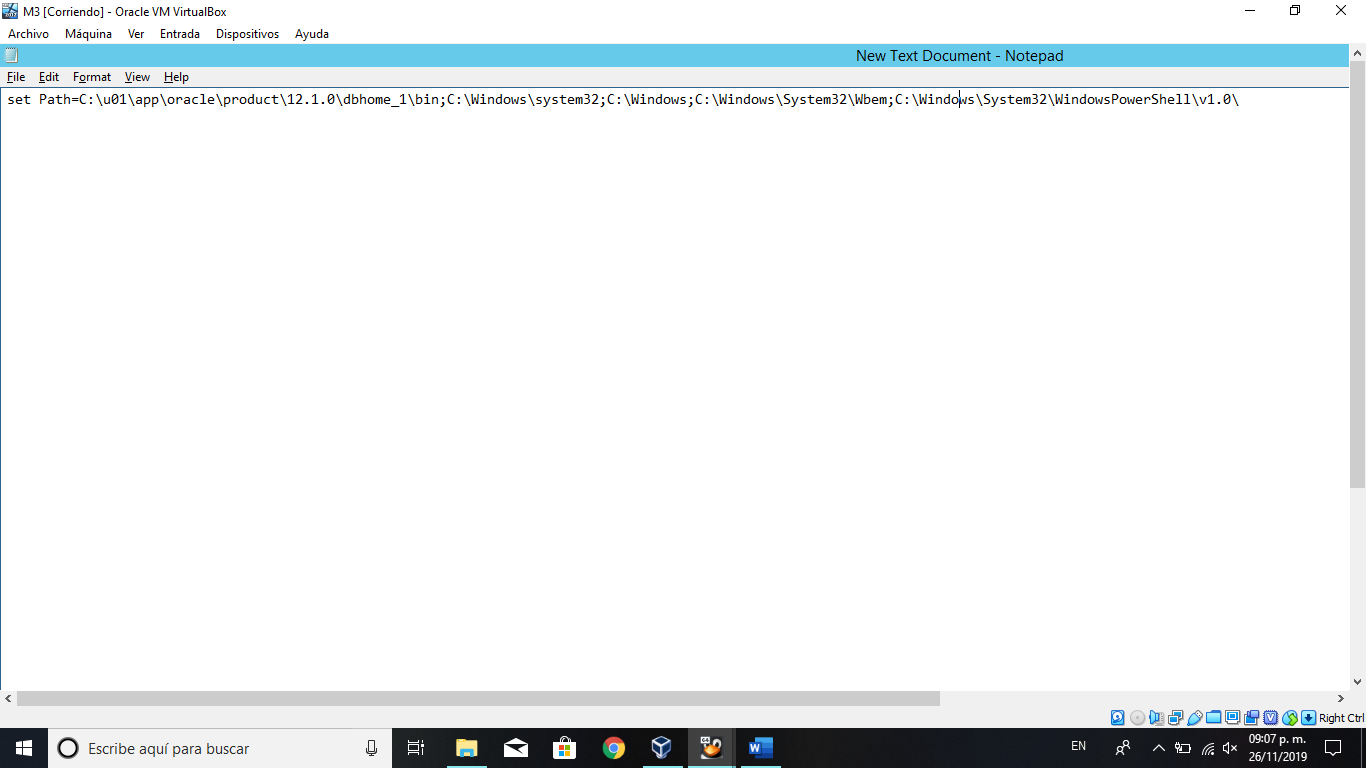 M3 [Corriendo] - Oracle VM VirtualBox
Archivo Máquina Ver Entrada Dispositivos Ayuda
New Text Document - Notepad
File Edit Format View Help
set Path=C:\u01\app\oracle\product\12.1.0\dbhome_1\bin;C:\Windows\system32;C:\Windows;C:\Windows\System32\Wbem;C:\Windows\System32\WindowsPowerShell\v1.0\
Right Ctrl
Escribe aquí para buscar
EN
09:07 p. m.
26/11/2019